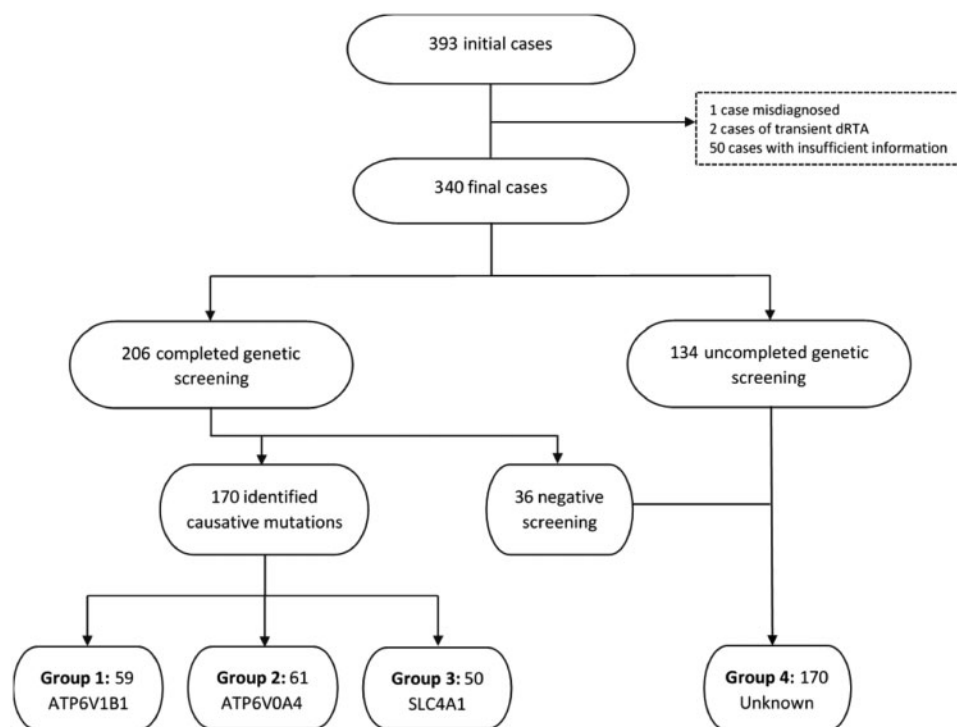 393 initial cases
1 case misdiagnosed
2 cases of transient dRTA
50 cases with insufficient information
340 final cases
206 completed genetic
screening
134 uncompleted genetic
screening
170 identified
causative mutations
36 negative
screening
Group 1: 59
ATP6V1B1
Group 2: 61
ATP6V0A4
Group 3: 50
SLC4A1
Group 4: 170
Unknown